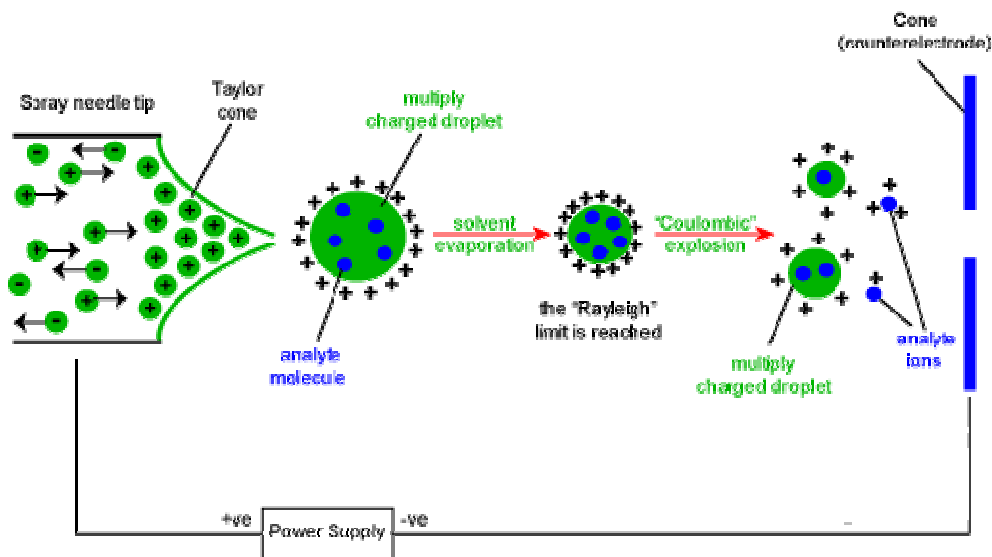 Cone
(counterelectrode)
Spray needle tip
Taylor
cone
multiply
charged droplet
solvent
evaporation
"Coulombic"
explosion
the "Rayleigh"
limit is reached
analyte
molecule
multiply
charged droplet
analyte
ions
+ve
Power Supply
-ve